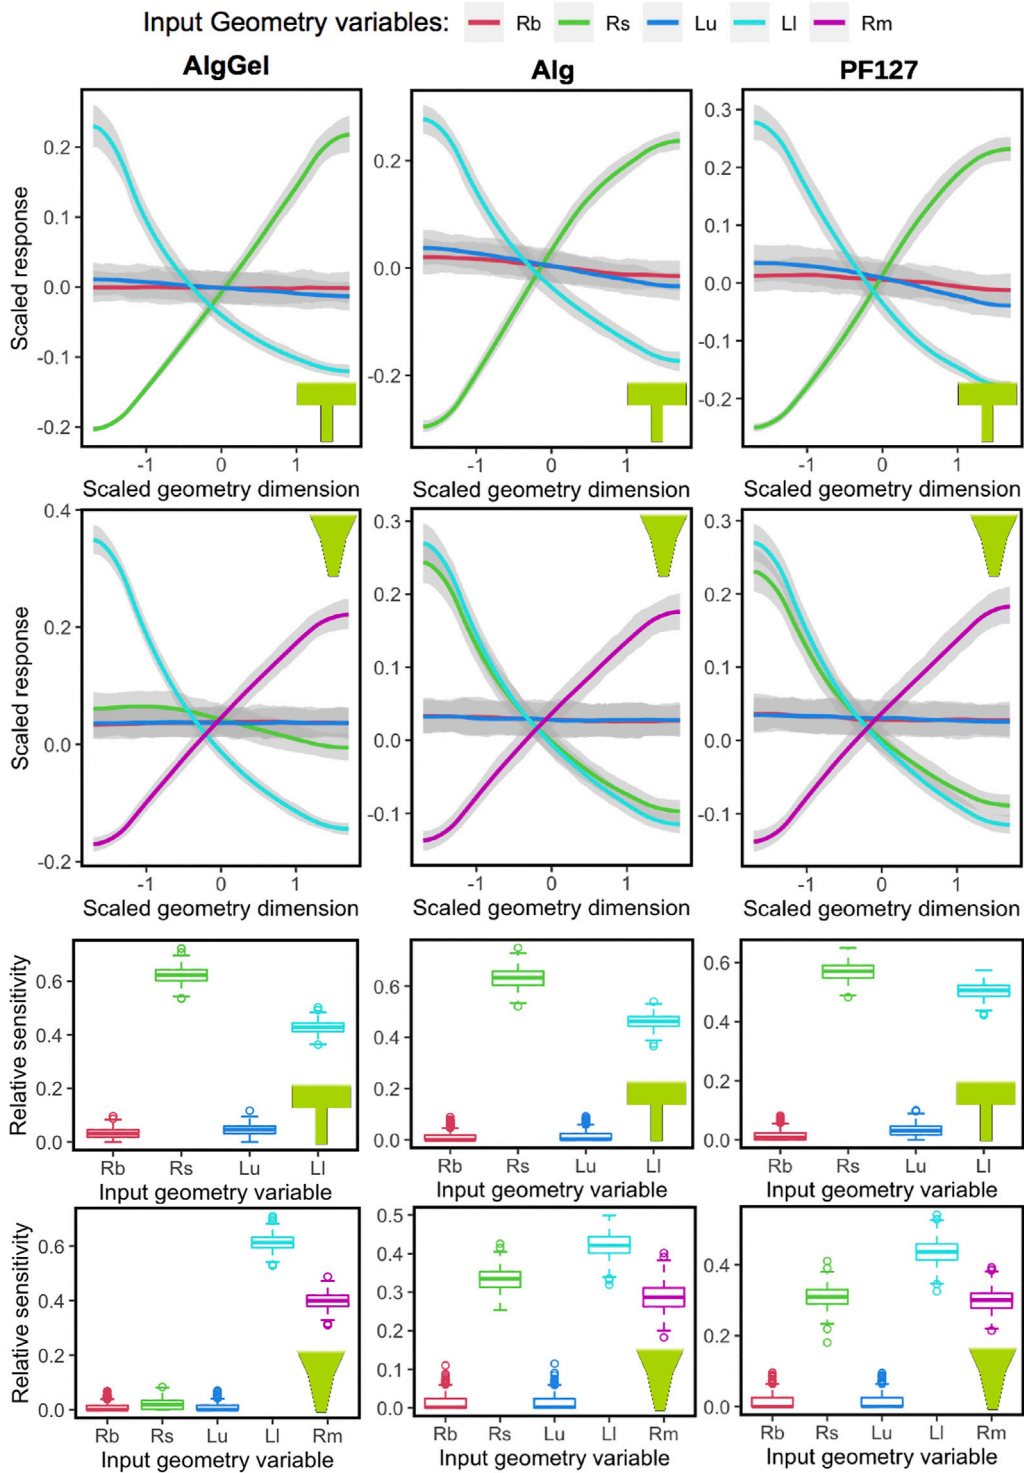 Input Geometry variables: Rb Rs Lu Ll Rm
AlgGel Alg PF127
Scaled response
0.2
0.1
0.0
-0.1
-0.2
-1 0 1
Scaled geometry dimension
0.2
0.0
-0.2
-1 0 1
Scaled geometry dimension
0.3
0.2
0.1
0.0
-0.1
-0.2
-1 0 1
Scaled geometry dimension
Scaled response
0.4
0.2
0.0
-0.2
-1 0 1
Scaled geometry dimension
0.3
0.2
0.1
0.0
-0.1
-1 0 1
Scaled geometry dimension
0.3
0.2
0.1
0.0
-0.1
-1 0 1
Scaled geometry dimension
Relative sensitivity
0.6
0.4
0.2
0.0
Rb Rs Lu Ll
Input geometry variable
0.6
0.4
0.2
0.0
Rb Rs Lu Ll
Input geometry variable
0.6
0.4
0.2
0.0
Rb Rs Lu Ll
Input geometry variable
Relative sensitivity
0.6
0.4
0.2
0.0
Rb Rs Lu Ll Rm
Input geometry variable
0.5
0.4
0.3
0.2
0.1
0.0
Rb Rs Lu Ll Rm
Input geometry variable
0.4
0.2
0.0
Rb Rs Lu Ll Rm
Input geometry variable